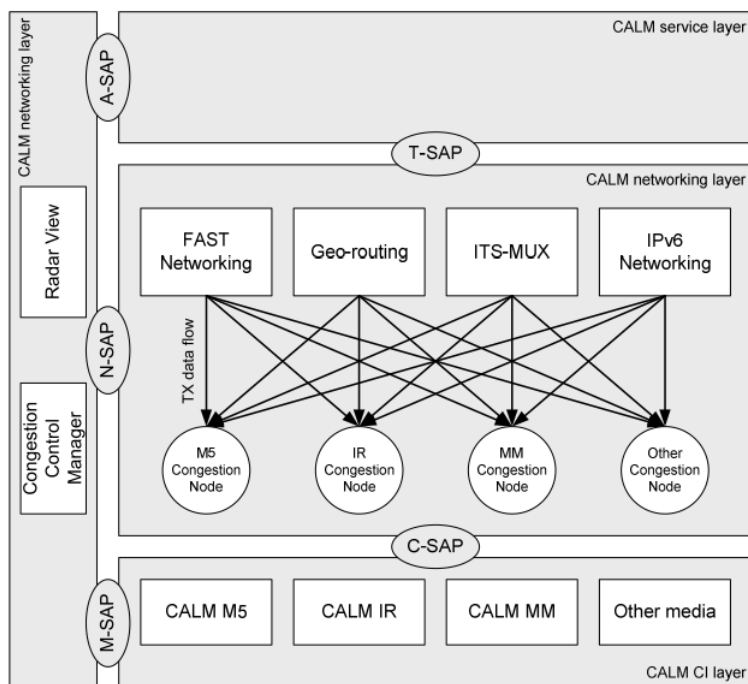 CALM networking layer
A-SAP
CALM service layer
T-SAP
CALM networking layer
Radar View
N-SAP
Congestion
Control
Manager
FAST
Networking
Geo-routing
ITS-MUX
IPv6
Networking
TX data flow
M5
Congestion
Node
IR
Congestion
Node
MM
Congestion
Node
Other
Congestion
Node
C-SAP
M-SAP
CALM M5
CALM IR
CALM MM
Other media
CALM CI layer